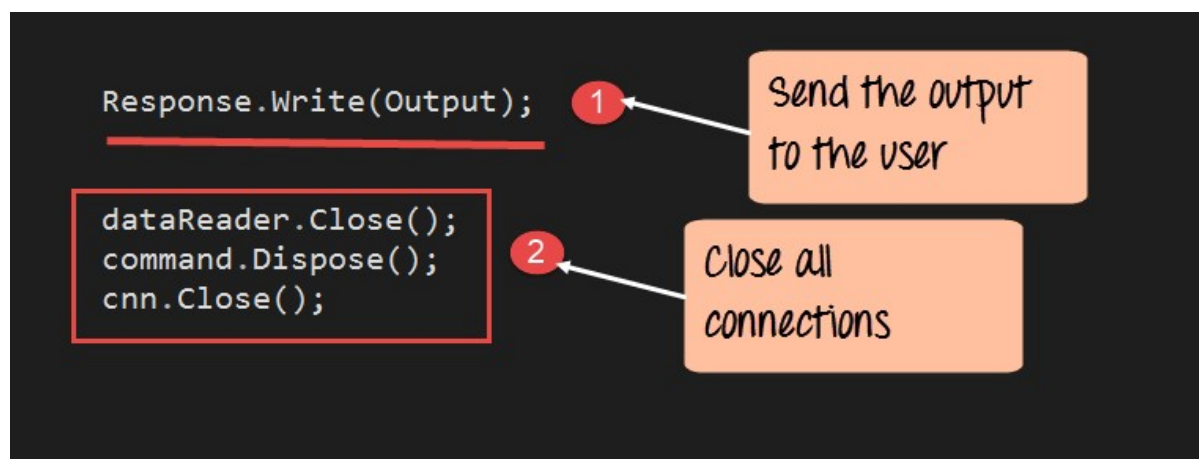 Response.Write(Output);
1
Send the output
to the user
dataReader.Close();
command.Dispose();
cnn.Close();
2
Close all
connections